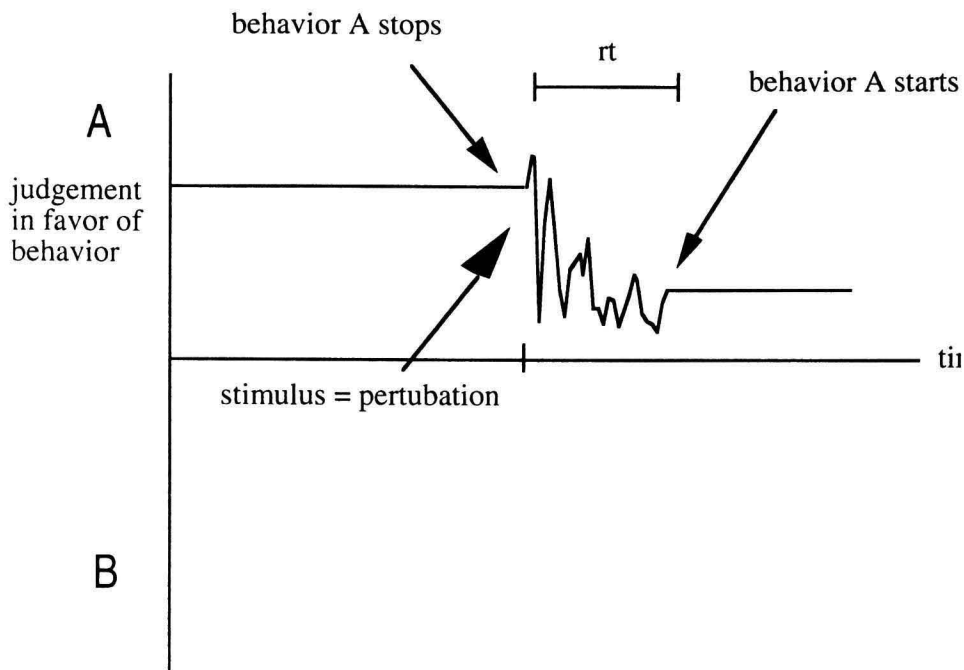 behavior A stops
rt
behavior A starts
A
judgement
in favor of
behavior
stimulus = pertubation
B